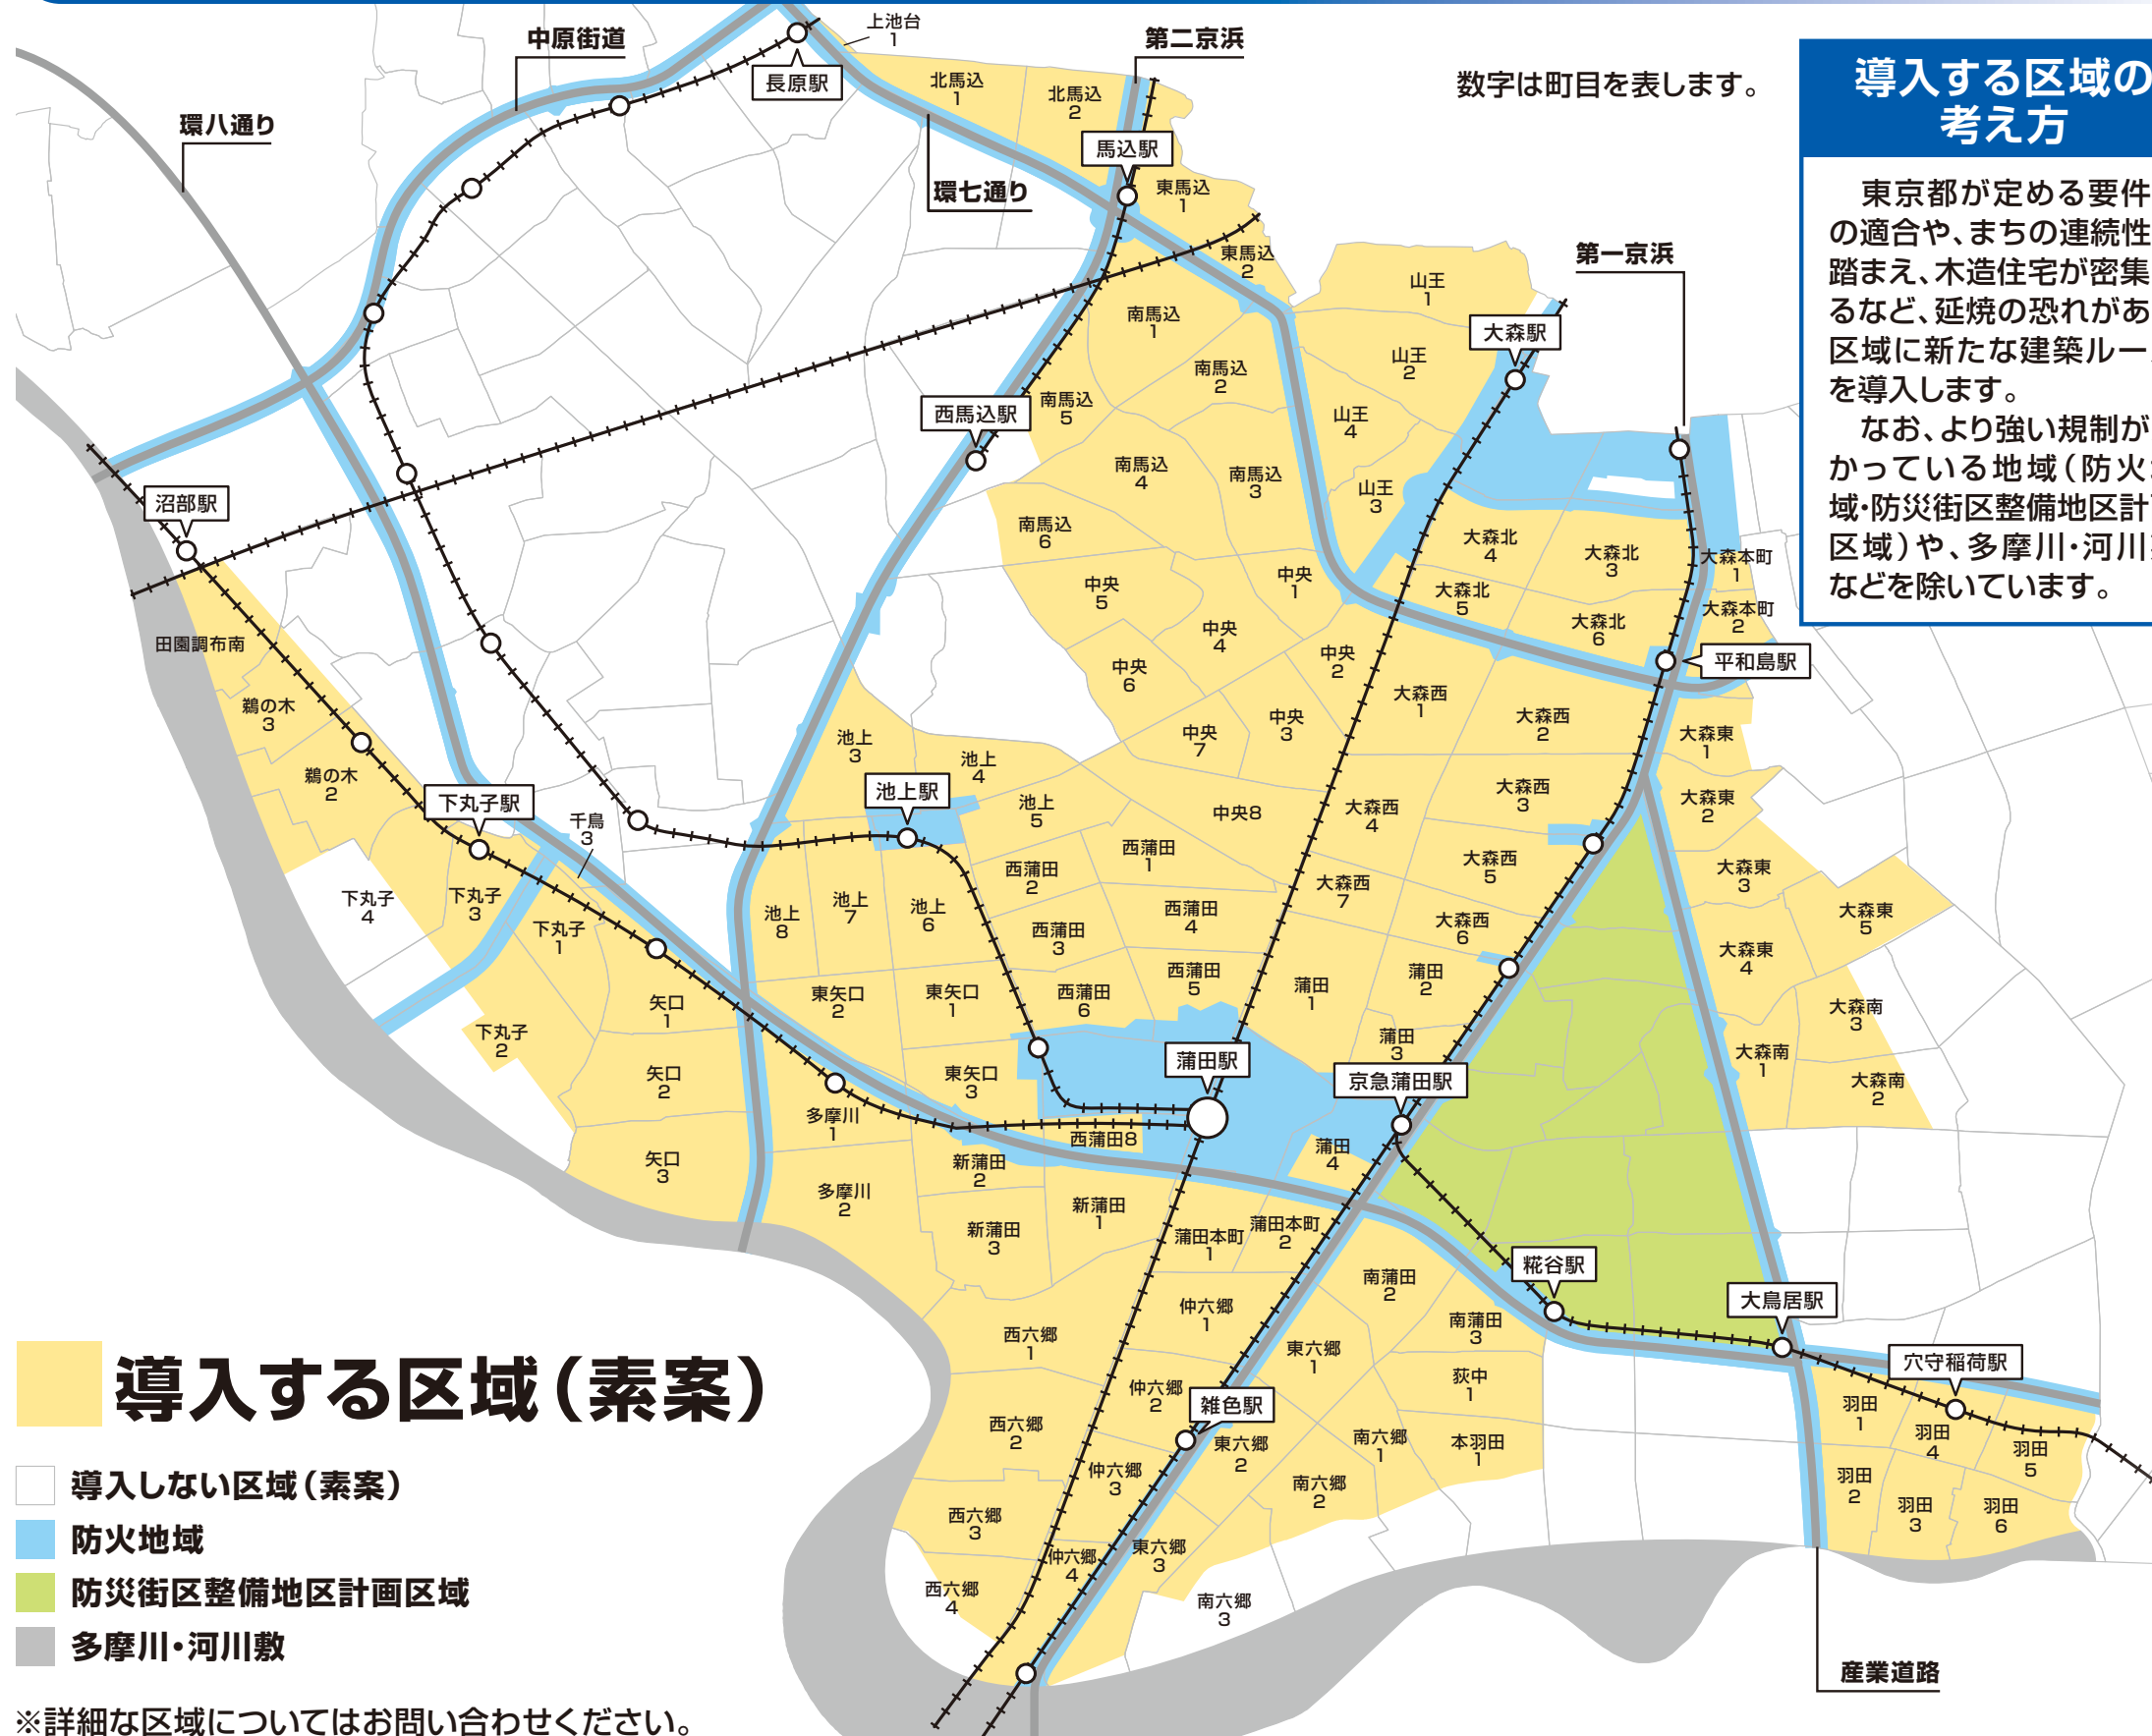 上池台
1
中原街道
第二京浜
長原駅
北馬込
1
北馬込
2
数字は町目を表します。
環八通り
馬込駅
環七通り
東馬込
1
東馬込
2
第一京浜
山王
1
南馬込
1
大森駅
山王
2
南馬込
2
西馬込駅
南馬込
5
山王
4
南馬込
4
南馬込
3
山王
3
沼部駅
南馬込
6
大森北
4
大森北
3
大森本町
1
中央
5
中央
1
大森北
5
大森本町
2
中央
4
大森北
6
田園調布南
中央
6
中央
2
平和島駅
鵜の木
3
大森西
1
中央
3
大森西
2
中央
7
大森東
1
池上
3
池上
4
鵜の木
2
下丸子駅
池上駅
池上
5
中央8
大森西
4
大森西
3
大森東
2
千鳥
3
西蒲田
1
西蒲田
2
大森西
5
大森東
3
大森西
7
下丸子
4
下丸子
3
下丸子
1
池上
8
池上
7
池上
6
西蒲田
3
西蒲田
4
大森西
6
大森東
5
大森東
4
西蒲田
5
蒲田
1
蒲田
2
矢口
1
東矢口
2
東矢口
1
西蒲田
6
大森南
3
下丸子
2
蒲田
3
大森南
1
矢口
2
東矢口
3
蒲田駅
京急蒲田駅
大森南
2
多摩川
1
西蒲田8
蒲田
4
矢口
3
多摩川
2
新蒲田
2
新蒲田
1
新蒲田
3
蒲田本町
1
蒲田本町
2
南蒲田
2
糀谷駅
大鳥居駅
仲六郷
1
西六郷
1
東六郷
1
南蒲田
3
穴守稲荷駅
荻中
1
仲六郷
2
雑色駅
羽田
1
西六郷
2
東六郷
2
南六郷
1
本羽田
1
羽田
4
羽田
5
仲六郷
3
南六郷
2
羽田
2
羽田
3
羽田
6
西六郷
3
仲六郷
4
東六郷
3
西六郷
4
南六郷
3
産業道路
導入する区域の
考え方
東京都が定める要件
の適合や、まちの連続性
踏まえ、木造住宅が密集
るなど、延焼の恐れがあ
区域に新たな建築ルー
を導入します。
なお、より強い規制が
かっている地域(防火
域・防災街区整備地区計
区域)や、多摩川・河川
などを除いています。
導入する区域(素案)
導入しない区域(素案)
防火地域
防災街区整備地区計画区域
多摩川・河川敷
※詳細な区域についてはお問い合わせください。